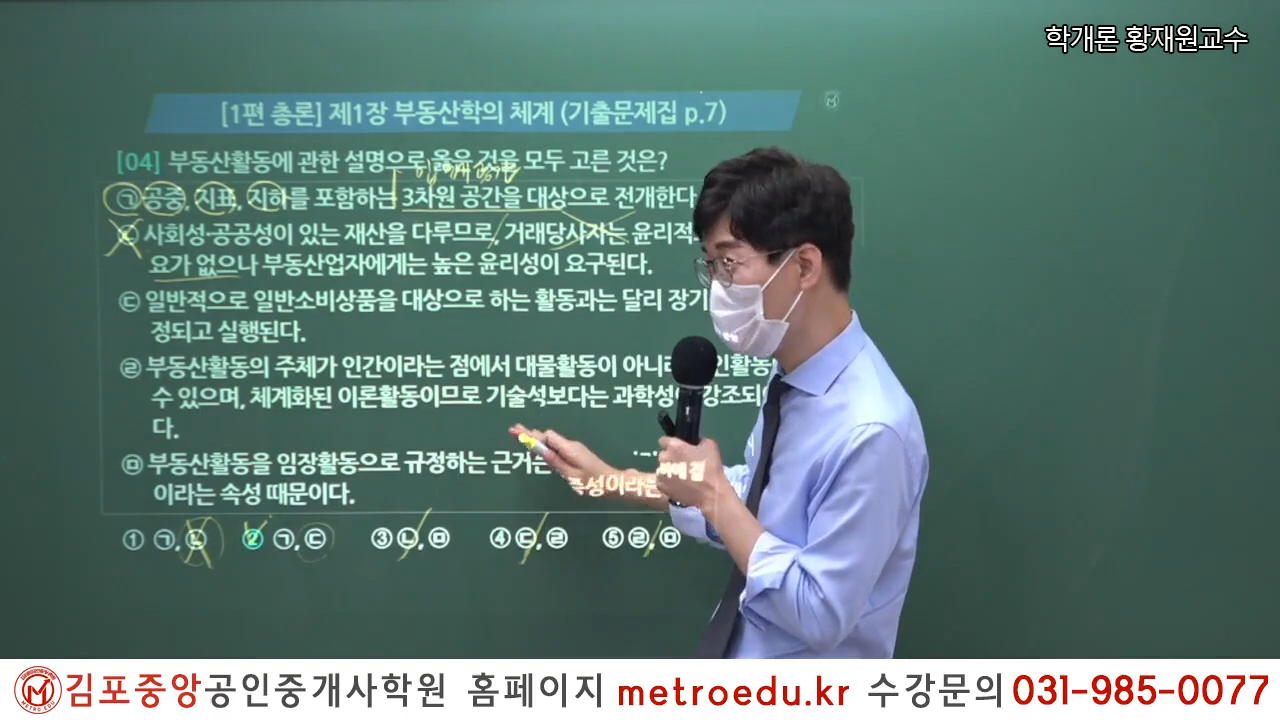 학개론 황재원교수
[1편 총론] 제1장 부동산학의 체계 (기출문제집 p.7)
[04] 부동산활동에 관한 설명으로 옳은 것을 모두 고른 것은?
㉠ 공중, 지표, 지하를 포함하는 3차원 공간을 대상으로 전개한다
㉡ 사회성·공공성이 있는 재산을 다루므로, 거래당사자는 윤리적
요가 없으나 부동산업자에게는 높은 윤리성이 요구된다.
㉢ 일반적으로 일반소비상품을 대상으로 하는 활동과는 달리 장기
정되고 실행된다.
㉣ 부동산활동의 주체가 인간이라는 점에서 대물활동이 아니라 인활동
수 있으며, 체계화된 이론활동이므로 기술석보다는 과학성이 강조되
다.
㉤ 부동산활동을 임장활동으로 규정하는 근거는
이라는 속성 때문이다.
① ㉠, ㉡ ② ㉠, ㉢ ③ ㉡, ㉤ ④ ㉢, ㉣ ⑤ ㉣, ㉤
김포중앙공인중개사학원 홈페이지 metroedu.kr 수강문의 031-985-0077
METRO EDU